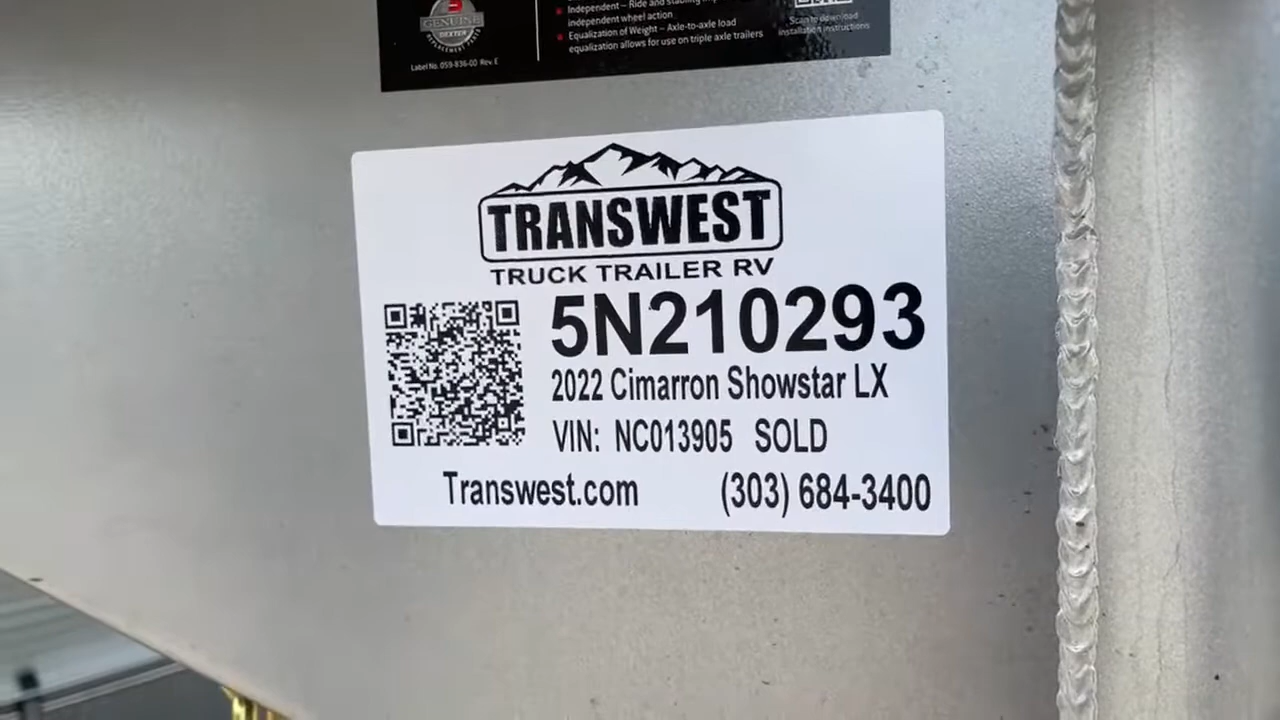 GENUINE
DEXTER
REPLACEMENT PARTS
Label No. 059-836-00 Rev. E
Independent – Ride and
independent wheel action
Equalization of Weight – Axle-to-axle load
equalization allows for use on triple axle trailers
Scan to download
installation instructions
TRANSWEST
TRUCK TRAILER RV
5N210293
2022 Cimarron Showstar LX
VIN: NC013905 SOLD
Transwest.com (303) 684-3400